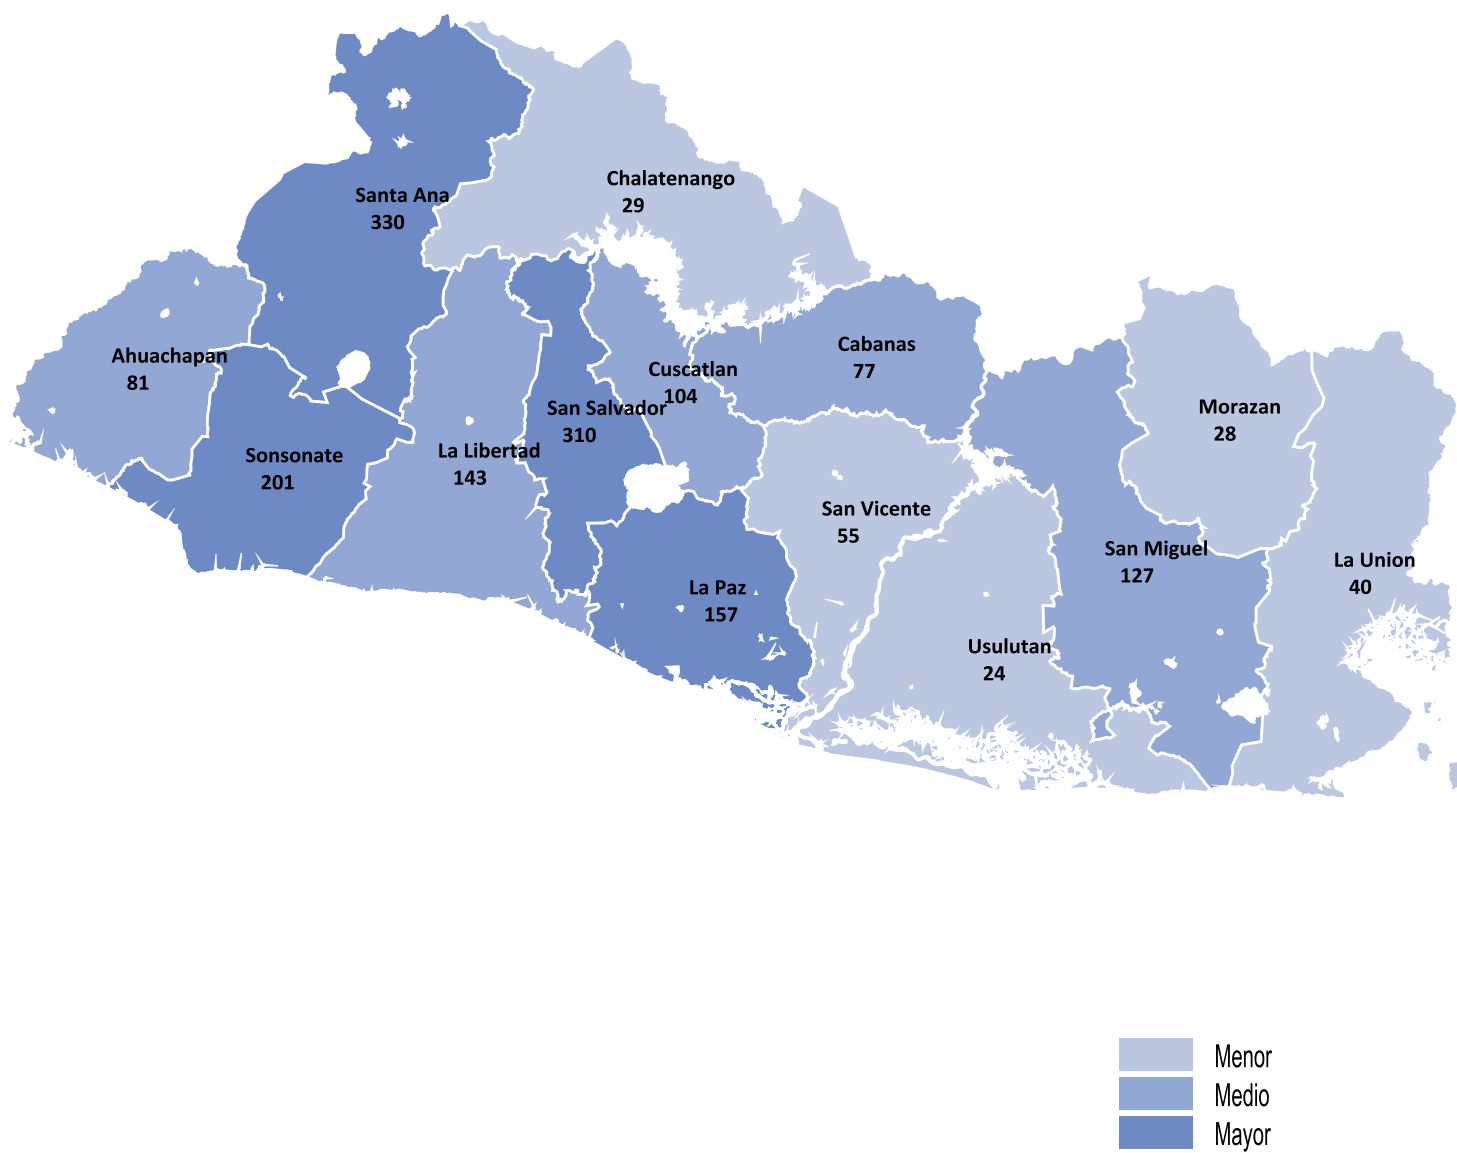 Chalatenango
29
Santa Ana
330
Ahuachapan
81
Cabanas
77
Cuscatlan
104
San Salvador
310
Morazan
28
La Libertad
143
Sonsonate
201
San Vicente
55
San Miguel
127
La Union
40
La Paz
157
Usulutan
24
Menor
Medio
Mayor